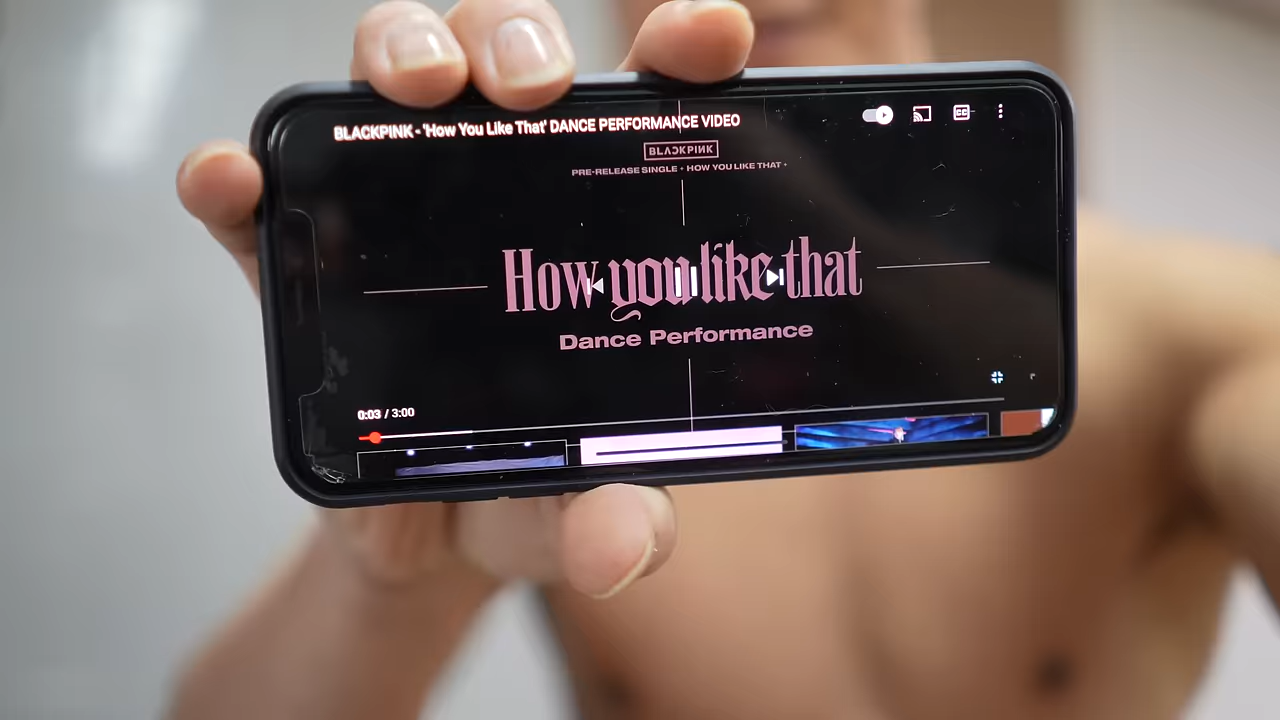 BLACKPINK - 'How You Like That' DANCE PERFORMANCE VIDEO
CC
BLACKPINK
PRE-RELEASE SINGLE • HOW YOU LIKE THAT •
How you like that
Dance Performance
0:03 / 3:00